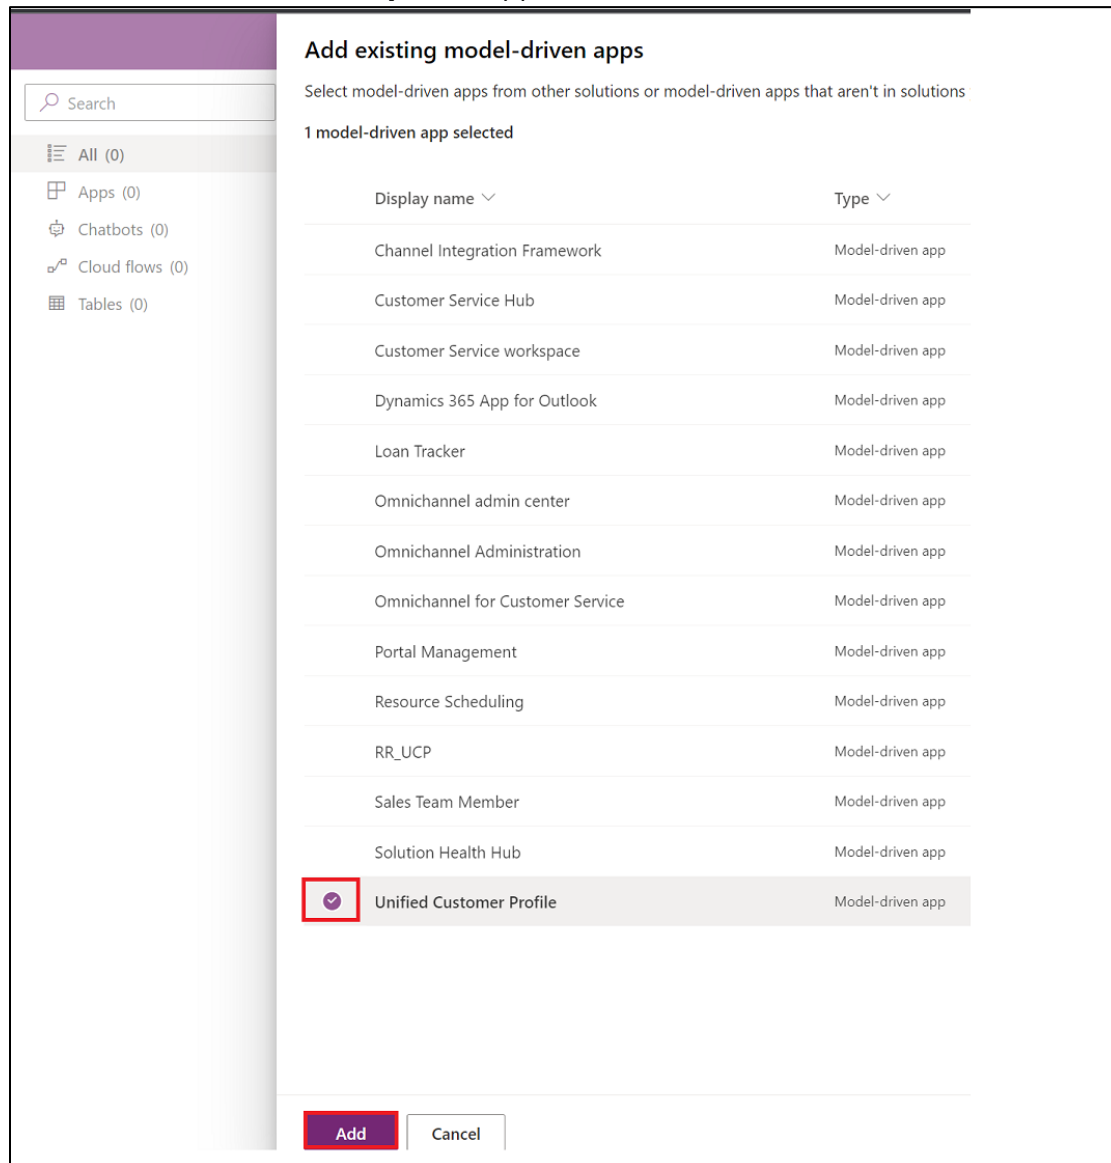 Add existing model-driven apps
Search
Select model-driven apps from other solutions or model-driven apps that aren't in solutions
1 model-driven app selected
All (0)
Apps (0)
Chatbots (0)
Cloud flows (0)
Tables (0)
Display name Type
Channel Integration Framework Model-driven app
Customer Service Hub Model-driven app
Customer Service workspace Model-driven app
Dynamics 365 App for Outlook Model-driven app
Loan Tracker Model-driven app
Omnichannel admin center Model-driven app
Omnichannel Administration Model-driven app
Omnichannel for Customer Service Model-driven app
Portal Management Model-driven app
Resource Scheduling Model-driven app
RR_UCP Model-driven app
Sales Team Member Model-driven app
Solution Health Hub Model-driven app
Unified Customer Profile Model-driven app
Add Cancel